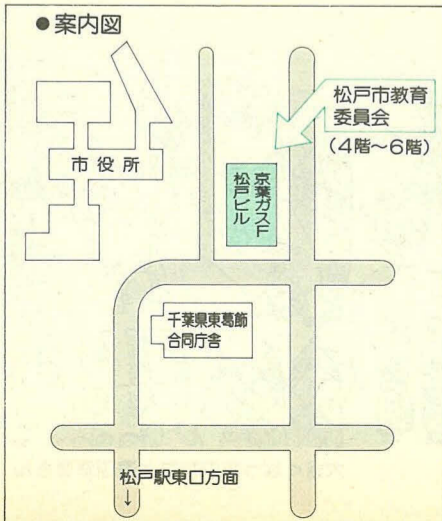 ●案内図
松戸市教育
委員会
(4階〜6階)
市役所
京葉ガスF
松戸ビル
千葉県東葛飾
合同庁舎
松戸駅東口方面
↓